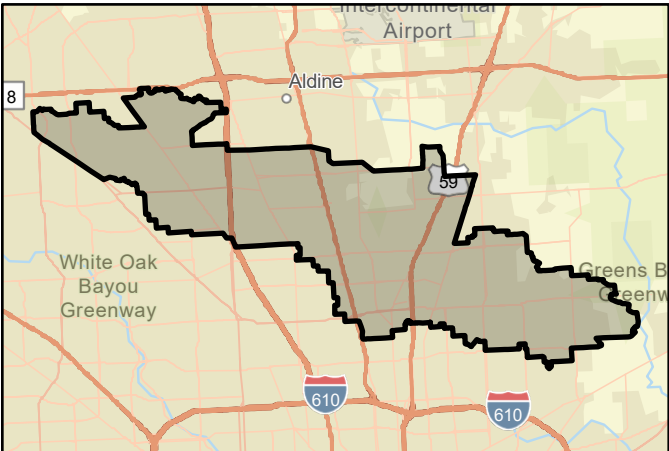 Intercontinental
Airport
Aldine
8
59
White Oak
Bayou
Greenway
Greens B
Greenw
610
610